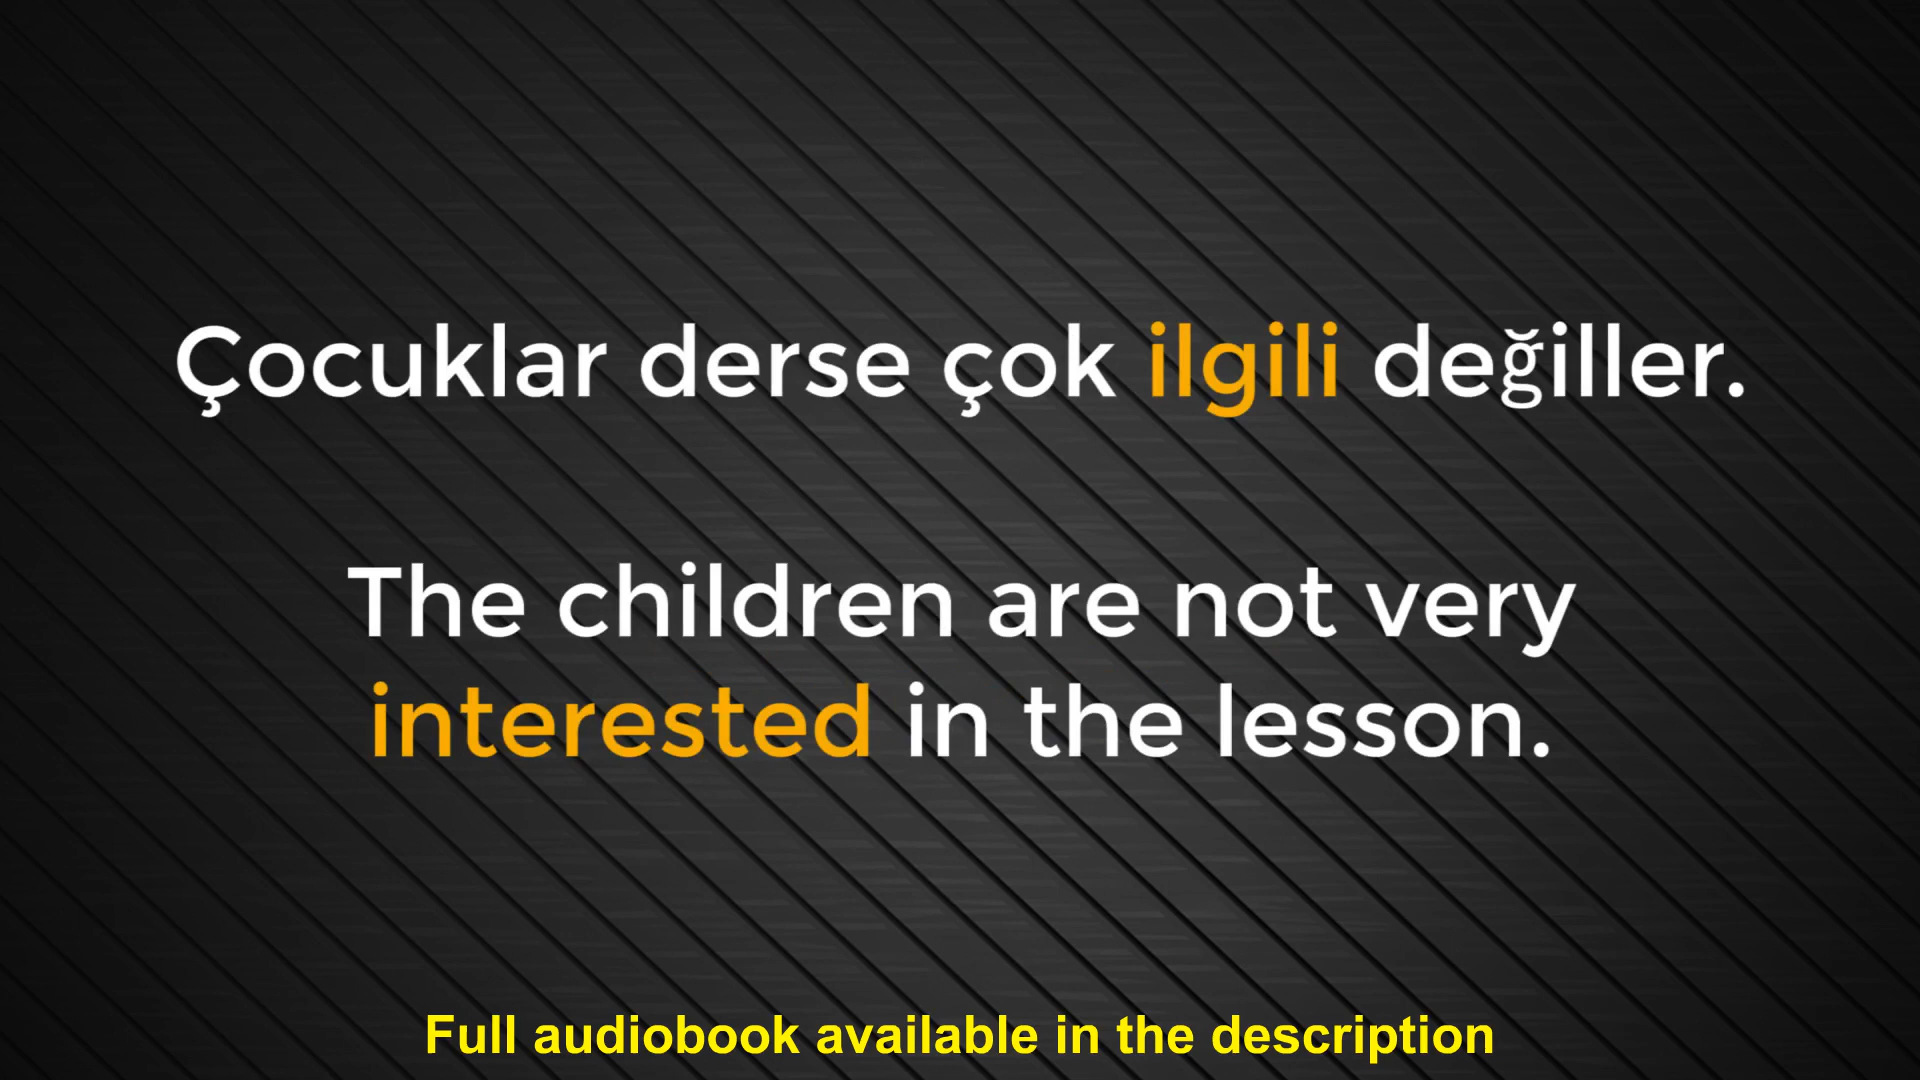 Çocuklar derse çok ilgili değiller.
The children are not very
interested in the lesson.
Full audiobook available in the description